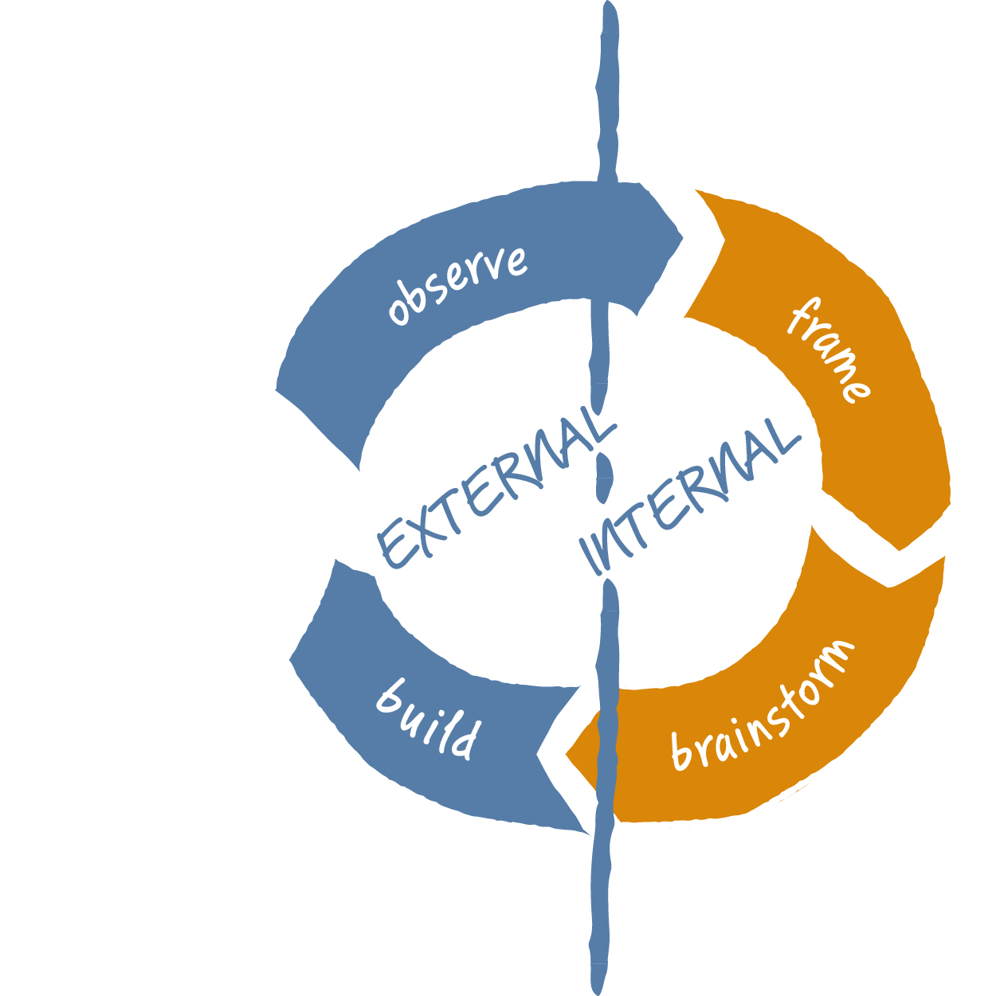 observe
frame
EXTERNAL
INTERNAL
brainstorm
build